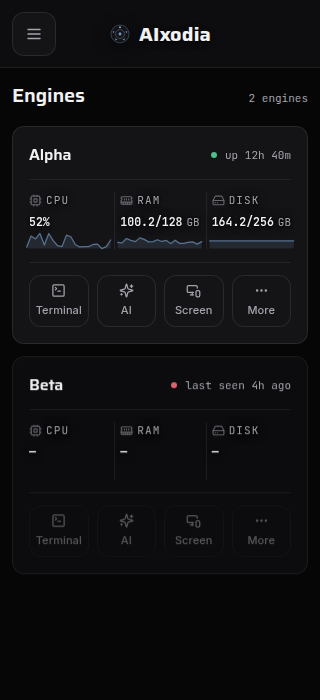 AIxodia
Engines
2 engines
Alpha
up 12h 40m
CPU
RAM
DISK
52%
100.2/128 GB
164.2/256 GB
Terminal
AI
Screen
More
Beta
last seen 4h ago
CPU
RAM
DISK
–
–
–
Terminal
AI
Screen
More